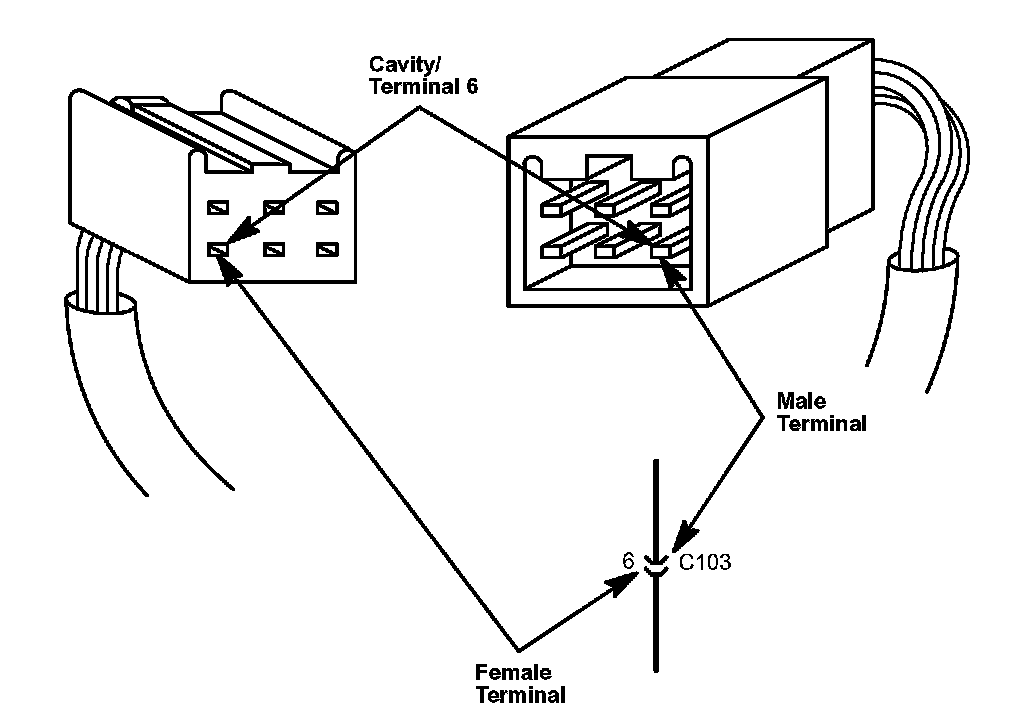 Cavity/
Terminal 6
Male
Terminal
6 C103
Female
Terminal